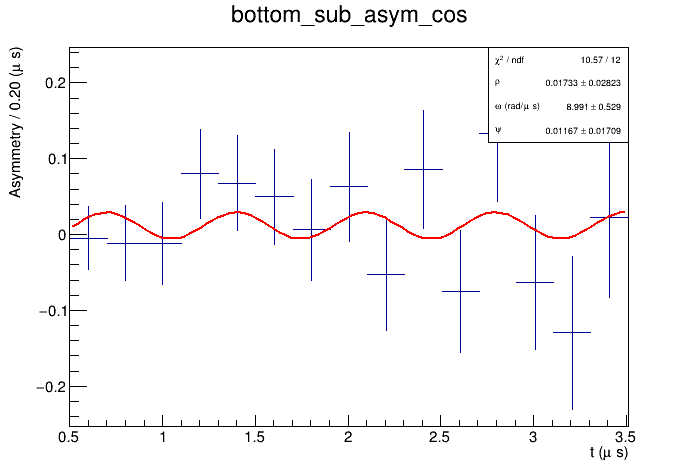 bottom_sub_asym_cos
Asymmetry / 0.20 (μ s)
χ² / ndf 10.57 / 12
ρ 0.01733 ± 0.02823
ω (rad/μ s) 8.991 ± 0.529
ψ 0.01167 ± 0.01709
0.2
0.1
0
−0.1
−0.2
0.5 1 1.5 2 2.5 3 3.5
t (μ s)